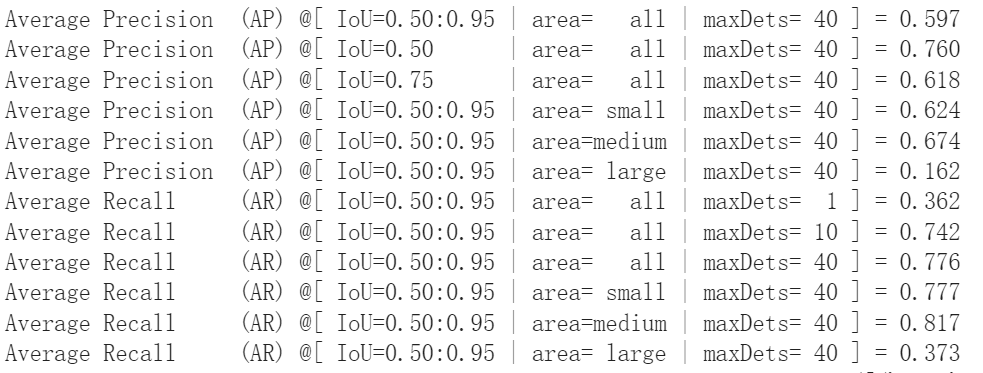 Average Precision  (AP) @[ IoU=0.50:0.95 | area=   all | maxDets= 40 ] = 0.597
Average Precision  (AP) @[ IoU=0.50      | area=   all | maxDets= 40 ] = 0.760
Average Precision  (AP) @[ IoU=0.75      | area=   all | maxDets= 40 ] = 0.618
Average Precision  (AP) @[ IoU=0.50:0.95 | area= small | maxDets= 40 ] = 0.624
Average Precision  (AP) @[ IoU=0.50:0.95 | area=medium | maxDets= 40 ] = 0.674
Average Precision  (AP) @[ IoU=0.50:0.95 | area= large | maxDets= 40 ] = 0.162
Average Recall     (AR) @[ IoU=0.50:0.95 | area=   all | maxDets=  1 ] = 0.362
Average Recall     (AR) @[ IoU=0.50:0.95 | area=   all | maxDets= 10 ] = 0.742
Average Recall     (AR) @[ IoU=0.50:0.95 | area=   all | maxDets= 40 ] = 0.776
Average Recall     (AR) @[ IoU=0.50:0.95 | area= small | maxDets= 40 ] = 0.777
Average Recall     (AR) @[ IoU=0.50:0.95 | area=medium | maxDets= 40 ] = 0.817
Average Recall     (AR) @[ IoU=0.50:0.95 | area= large | maxDets= 40 ] = 0.373